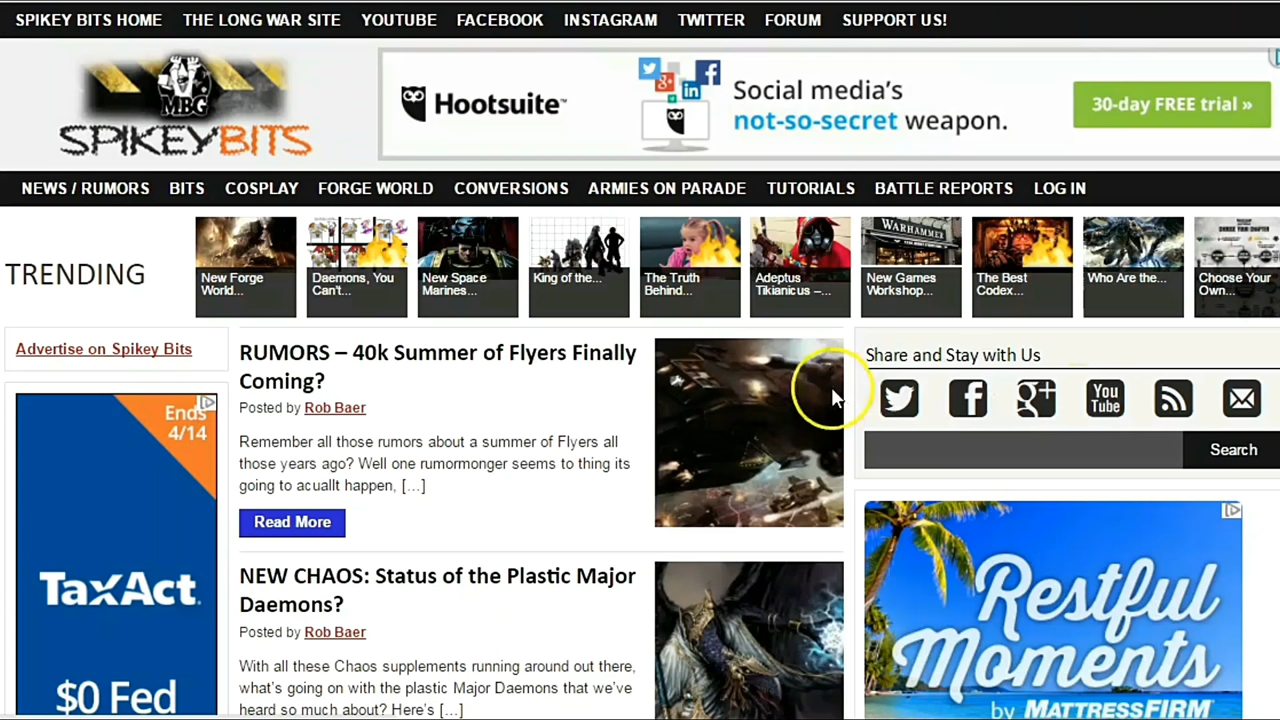 SPIKEY BITS HOME THE LONG WAR SITE YOUTUBE FACEBOOK INSTAGRAM TWITTER FORUM SUPPORT US!
MBG
SPIKEYBITS
Hootsuite™
Social media's
not-so-secret weapon.
30-day FREE trial »
NEWS / RUMORS BITS COSPLAY FORGE WORLD CONVERSIONS ARMIES ON PARADE TUTORIALS BATTLE REPORTS LOG IN
TRENDING
New Forge
World...
Daemons, You
Can't...
New Space
Marines...
King of the...
The Truth
Behind...
Adeptus
Tikianicus –...
WARHAMMER
New Games
Workshop...
The Best
Codex...
Who Are the...
Choose Your
Own...
Advertise on Spikey Bits
Ends
4/14
TaxAct.
$0 Fed
RUMORS – 40k Summer of Flyers Finally
Coming?
Posted by Rob Baer
Remember all those rumors about a summer of Flyers all
those years ago? Well one rumormonger seems to thing its
going to acuallt happen, [...]
Read More
NEW CHAOS: Status of the Plastic Major
Daemons?
Posted by Rob Baer
With all these Chaos supplements running around out there,
what's going on with the plastic Major Daemons that we've
heard so much about? Here's [...]
Share and Stay with Us
You
Tube
Search
Restful
Moments
by MATTRESSFIRM